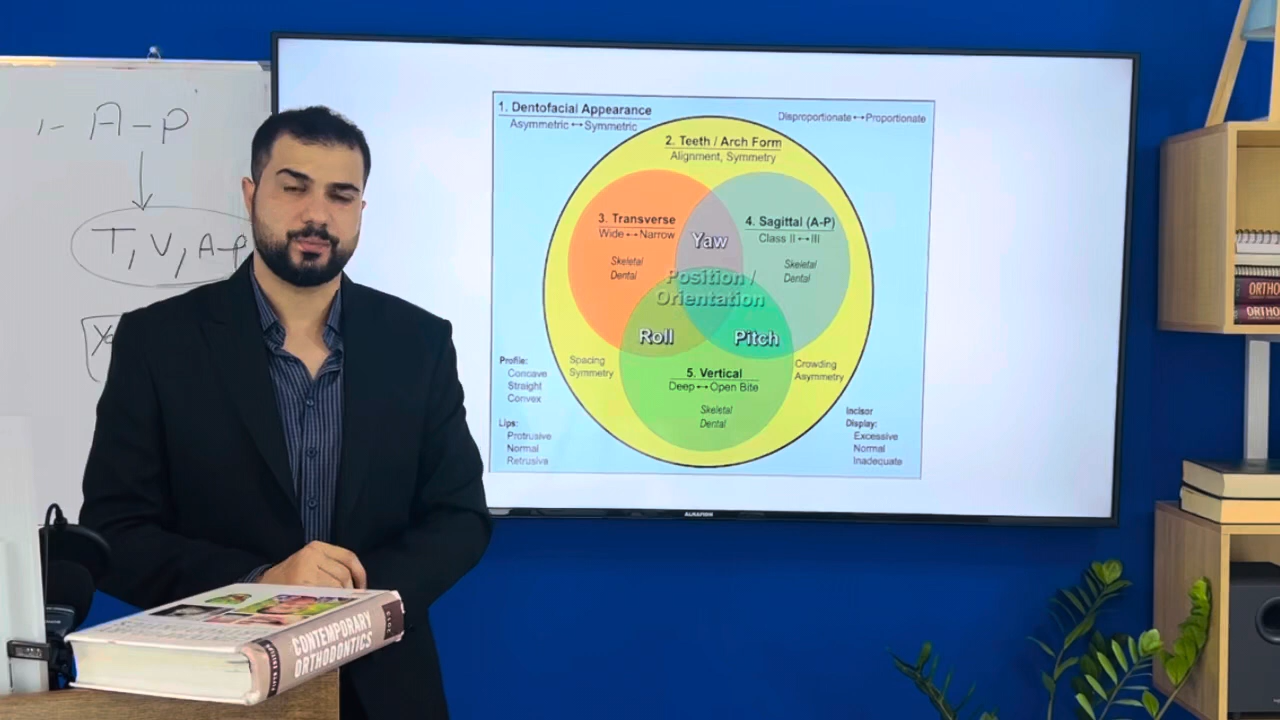 1- A-P
T, V, A-P
1. Dentofacial Appearance
Asymmetric ↔ Symmetric
Disproportionate ↔ Proportionate
2. Teeth / Arch Form
Alignment, Symmetry
3. Transverse
Wide ↔ Narrow
Skeletal
Dental
Yaw
4. Sagittal (A-P)
Class II ↔ III
Skeletal
Dental
Position /
Orientation
Roll
Pitch
Spacing
Symmetry
5. Vertical
Deep ↔ Open Bite
Skeletal
Dental
Crowding
Asymmetry
Profile:
Concave
Straight
Convex
Lips:
Protrusive
Normal
Retrusive
Incisor
Display:
Excessive
Normal
Inadequate
CONTEMPORARY
ORTHODONTICS
FIFTH EDITION
ORTHO
ORTHO